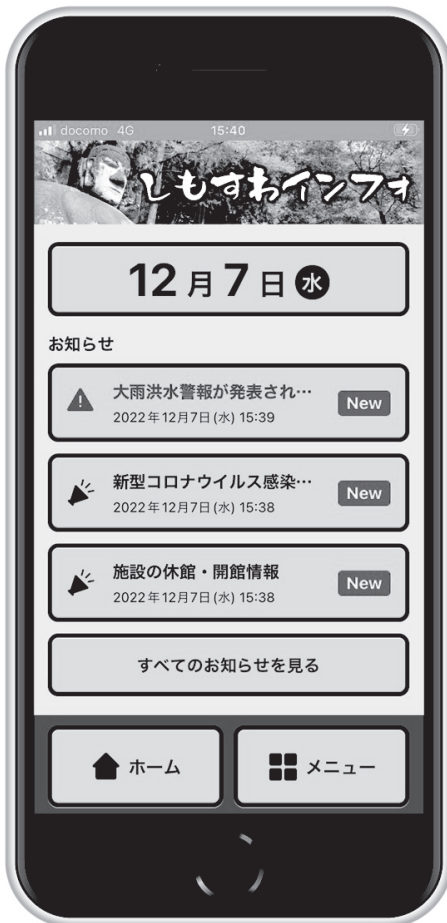 docomo 4G 15:40
しもすわインフォ
12月7日 水
お知らせ
大雨洪水警報が発表され…
2022年12月7日(水) 15:39
New
新型コロナウイルス感染…
2022年12月7日(水) 15:38
New
施設の休館・開館情報
2022年12月7日(水) 15:38
New
すべてのお知らせを見る
ホーム
メニュー